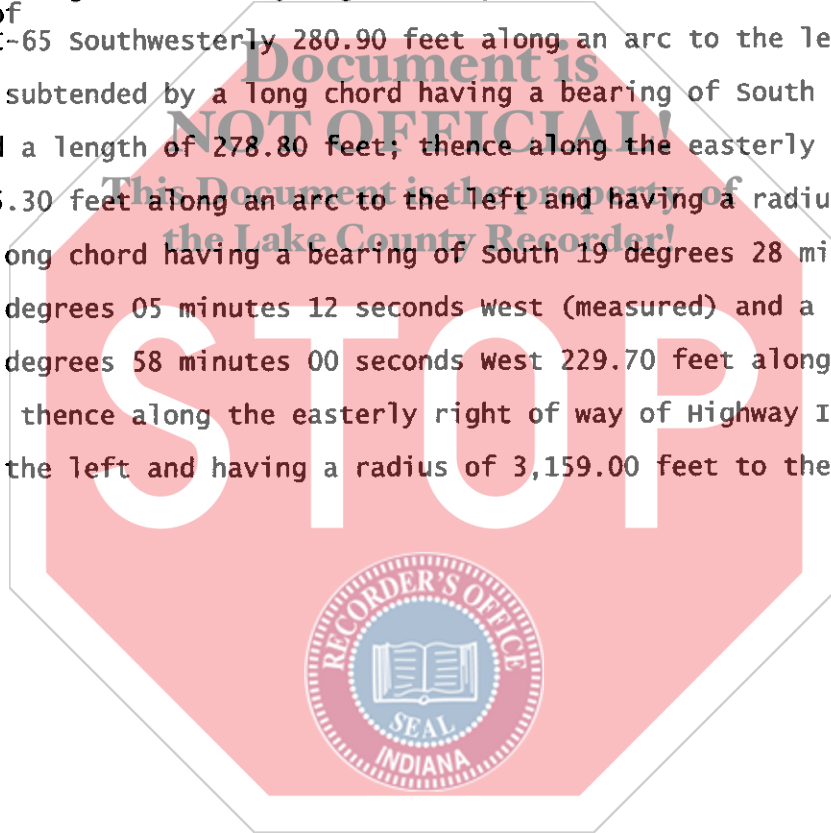 of
-65 Southwesterly 280.90 feet along an arc to the le
Document is
subtended by a long chord having a bearing of South
NOT OFFICIAL!
a length of 278.80 feet; thence along the easterly
This Document is the property of
.30 feet along an arc to the left and having a radiu
the Lake County Recorder!
ong chord having a bearing of South 19 degrees 28 mi
degrees 05 minutes 12 seconds West (measured) and a
degrees 58 minutes 00 seconds West 229.70 feet along
thence along the easterly right of way of Highway I
the left and having a radius of 3,159.00 feet to the
STOP
RECORDER'S OFFICE
SEAL
INDIANA